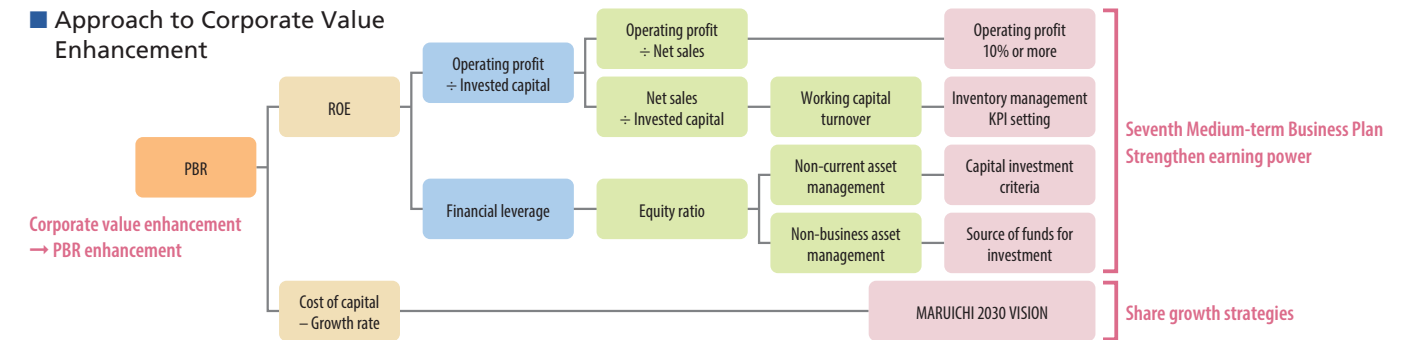 ■ Approach to Corporate Value
Enhancement
PBR
Corporate value enhancement
→ PBR enhancement
ROE
Cost of capital
– Growth rate
Operating profit
÷ Invested capital
Financial leverage
Operating profit
÷ Net sales
Net sales
÷ Invested capital
Equity ratio
Working capital
turnover
Non-current asset
management
Non-business asset
management
Operating profit
10% or more
Inventory management
KPI setting
Capital investment
criteria
Source of funds for
investment
MARUICHI 2030 VISION
Seventh Medium-term Business Plan
Strengthen earning power
Share growth strategies